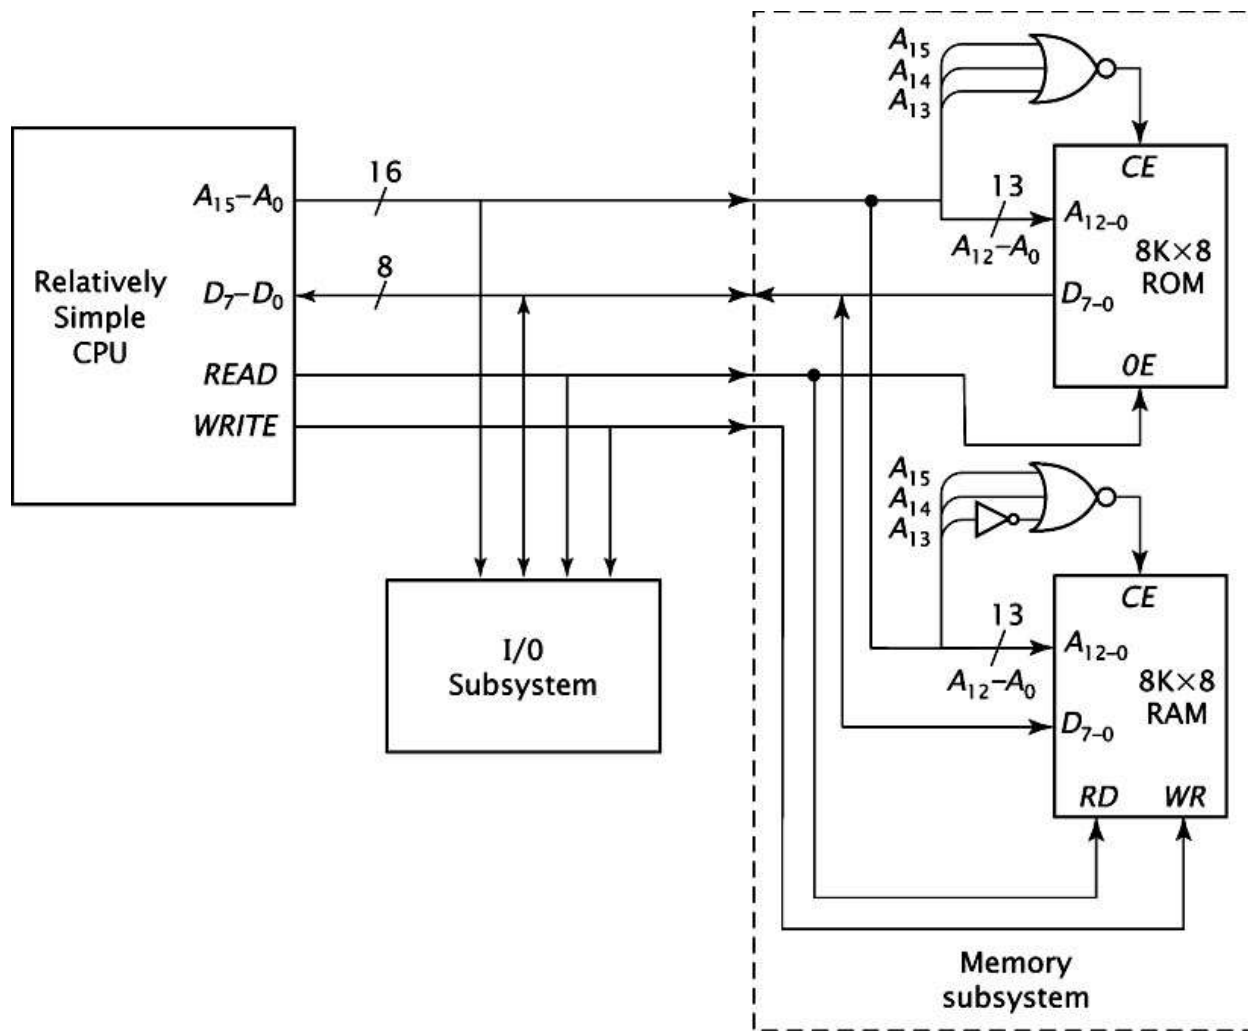 A15
A14
A13
16
A15–A0
8
D7–D0
READ
WRITE
Relatively
Simple
CPU
CE
13
A12–0
A12–A0
8K×8
ROM
D7–0
0E
A15
A14
A13
CE
13
A12–0
A12–A0
8K×8
RAM
D7–0
RD WR
I/0
Subsystem
Memory
subsystem